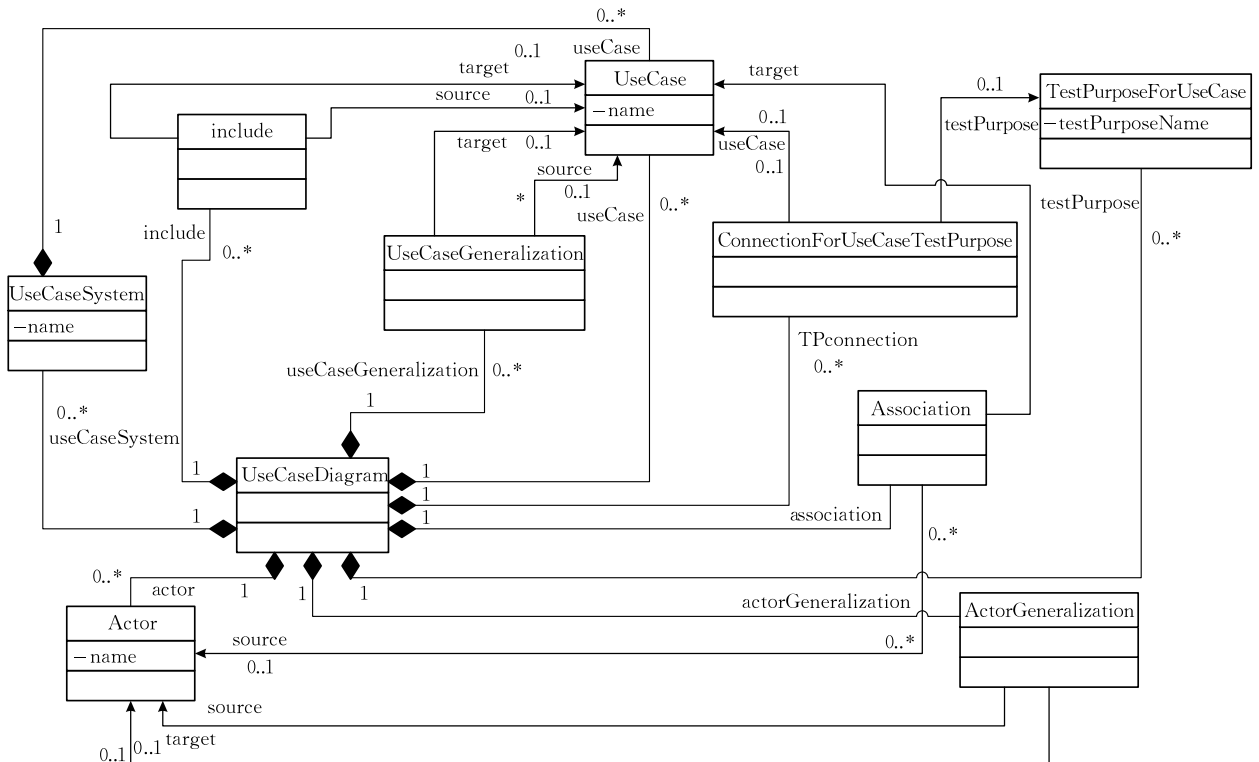 0..*
0..1
useCase
target
UseCase
target
source
0..1
0..1
TestPurposeForUseCase
include
−name
0..1
testPurpose
−testPurposeName
target
0..1
useCase
source
0..1
*
0..1
useCase
0..*
testPurpose
1
include
0..*
0..*
UseCaseGeneralization
ConnectionForUseCaseTestPurpose
UseCaseSystem
−name
TPconnection
useCaseGeneralization
0..*
0..*
1
0..*
useCaseSystem
Association
1
UseCaseDiagram
1
1
1
1
association
0..*
0..*
actor
1
1
1
actorGeneralization
ActorGeneralization
Actor
source
0..*
−name
0..1
source
target
0..1
0..1